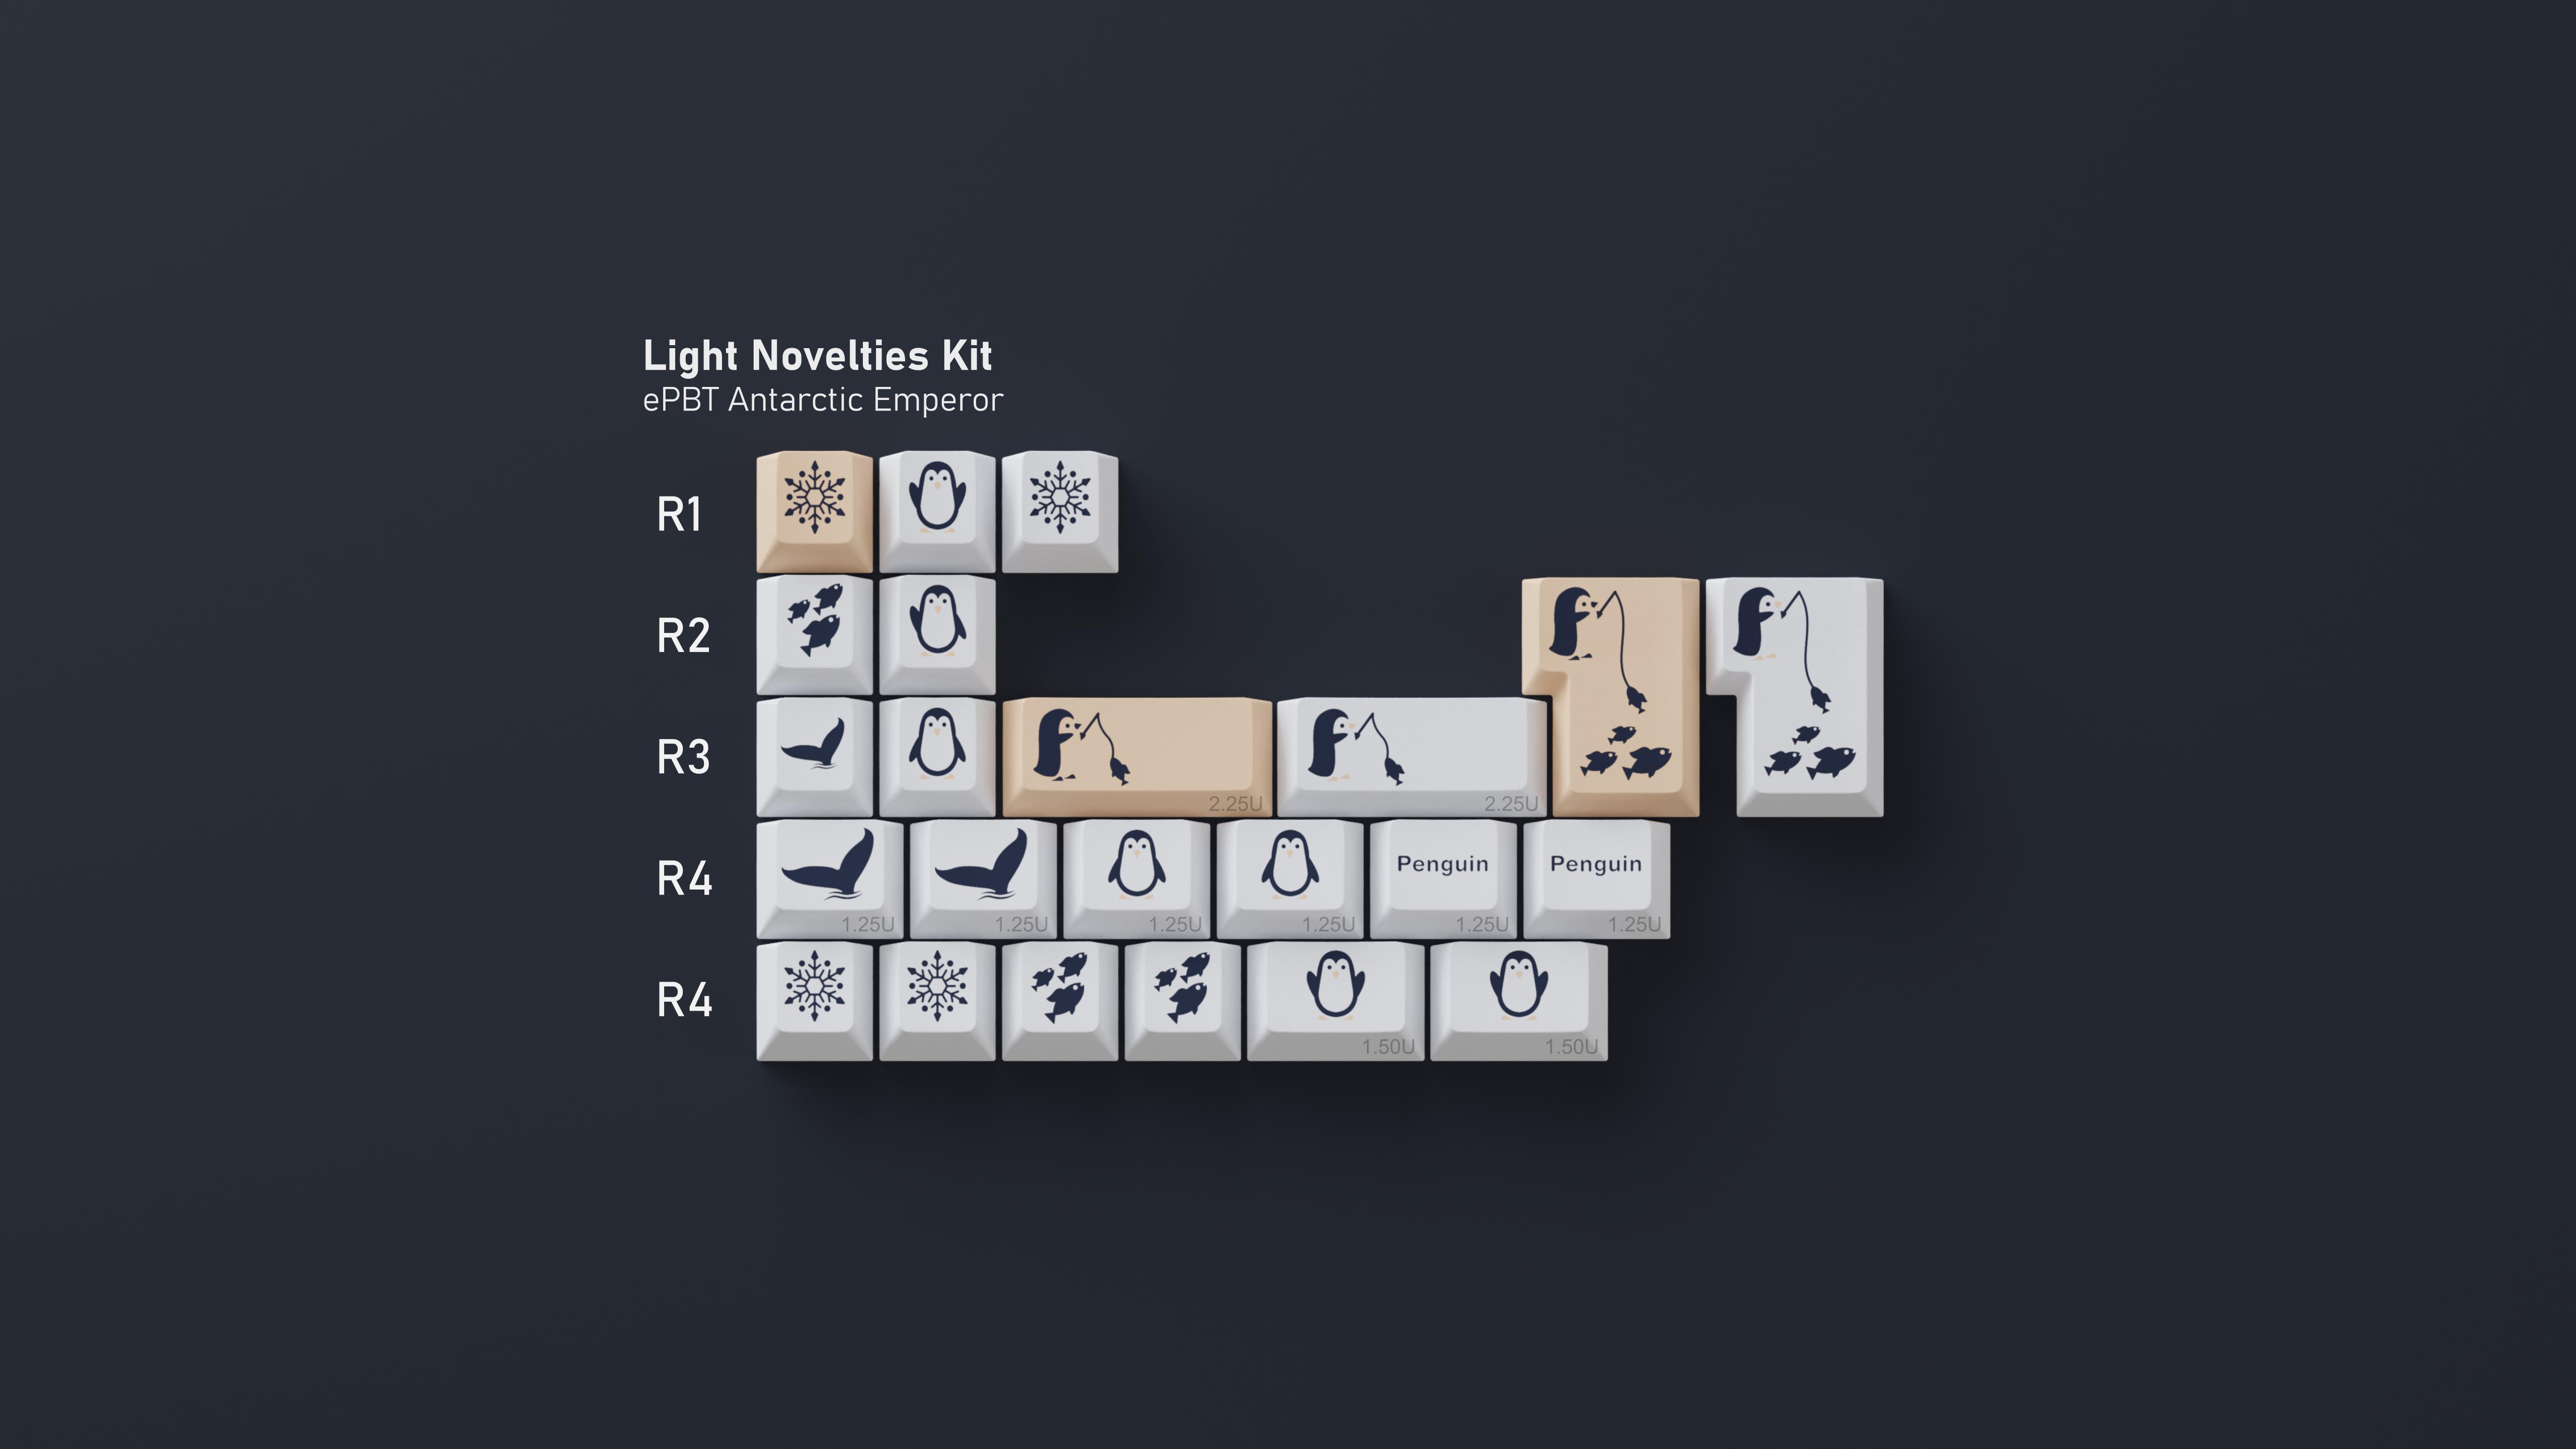 Light Novelties Kit
ePBT Antarctic Emperor
R1
R2
R3
2.25U
2.25U
R4
Penguin
Penguin
1.25U
1.25U
1.25U
1.25U
1.25U
1.25U
R4
1.50U
1.50U